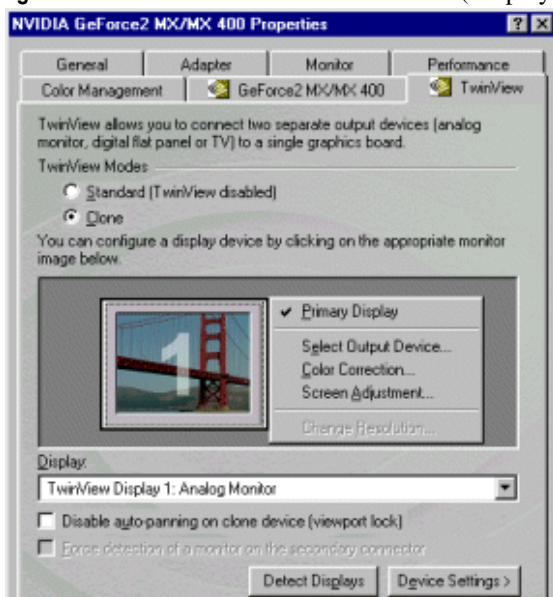 NVIDIA GeForce2 MX/MX 400 Properties
General Adapter Monitor Performance
Color Management GeForce2 MX/MX 400 TwinView
TwinView allows you to connect two separate output devices (analog
monitor, digital flat panel or TV) to a single graphics board.
TwinView Modes
Standard (TwinView disabled)
Clone
You can configure a display device by clicking on the appropriate monitor
image below.
1
Primary Display
Select Output Device...
Color Correction...
Screen Adjustment...
Change Resolution...
Display:
TwinView Display 1: Analog Monitor
Disable auto-panning on clone device (viewport lock)
Force detection of a monitor on the secondary connector
Detect Displays Device Settings >